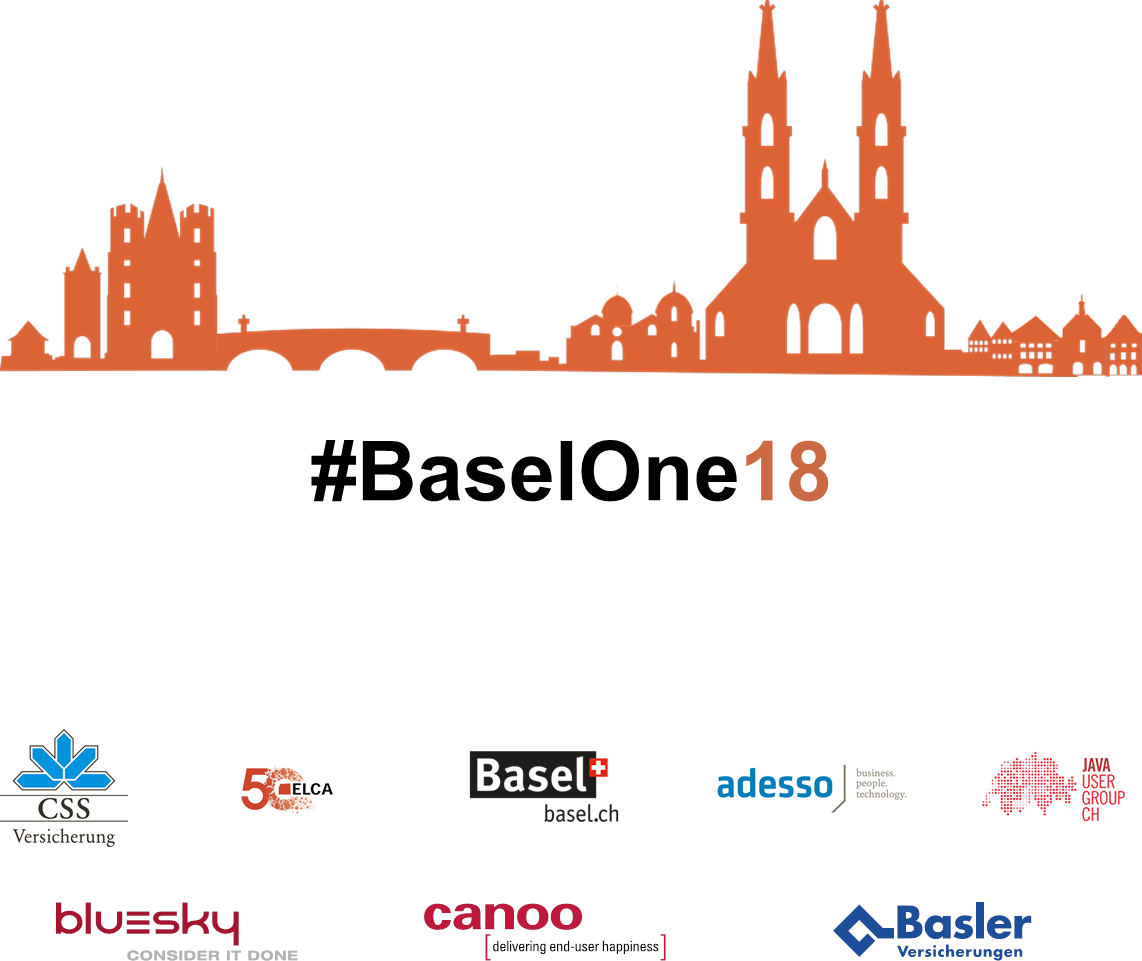 #BaselOne18
CSS
Versicherung
50 ELCA
Basel
basel.ch
adesso
business.
people.
technology.
JAVA
USER
GROUP
CH
bluesky
CONSIDER IT DONE
canoo
[delivering end-user happiness]
Basler
Versicherungen